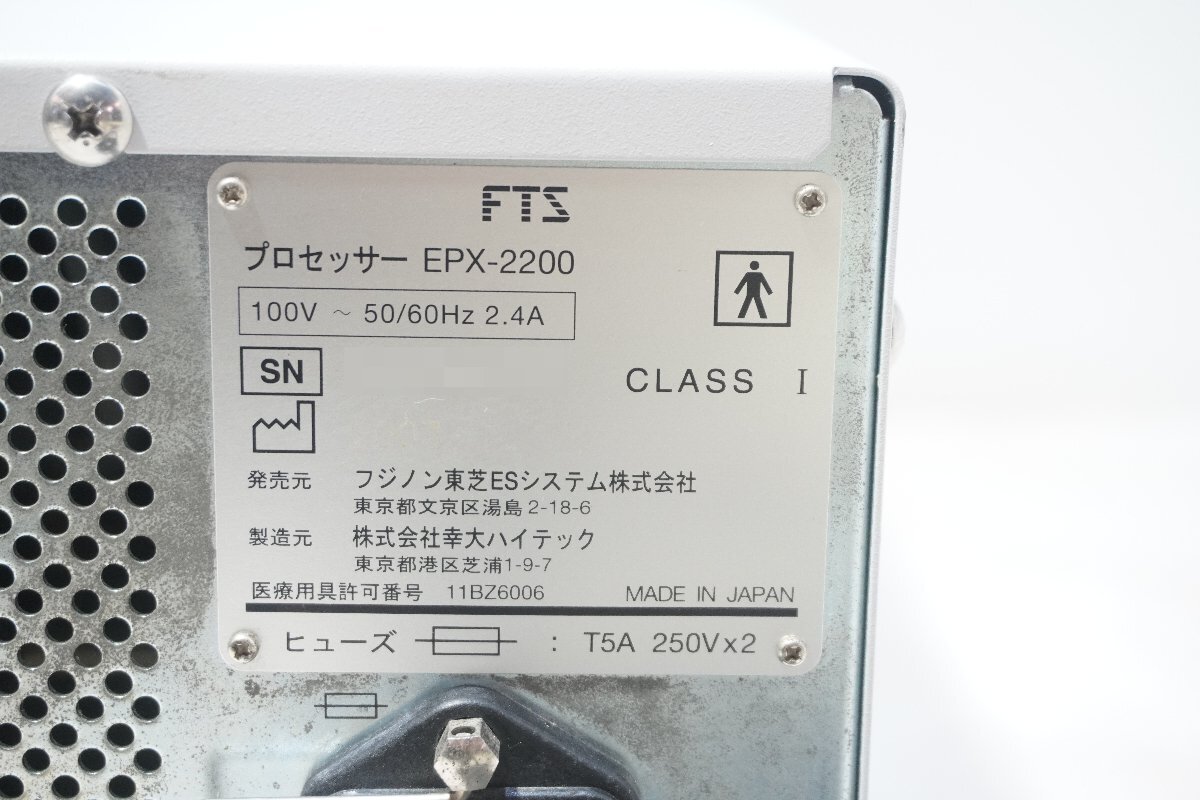 FTS
プロセッサー EPX-2200
100V ～ 50/60Hz 2.4A
SN
CLASS I
発売元 フジノン東芝ESシステム株式会社
東京都文京区湯島2-18-6
製造元 株式会社幸大ハイテック
東京都港区芝浦1-9-7
医療用具許可番号 11BZ6006 MADE IN JAPAN
ヒューズ : T5A 250Vx2